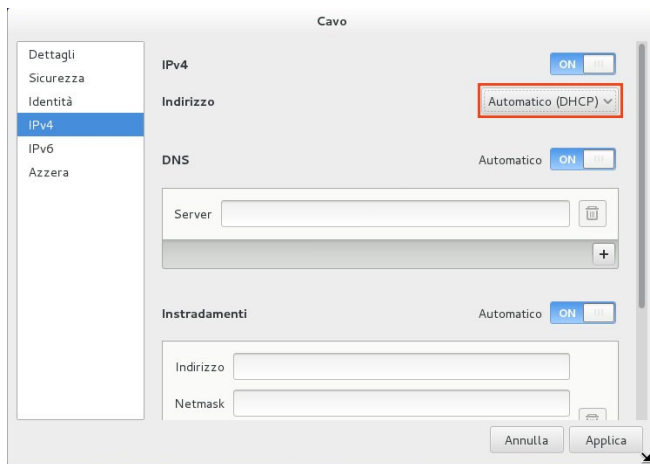 Cavo
Dettagli
Sicurezza
Identità
IPv4
IPv6
Azzera
IPv4 ON
Indirizzo Automatico (DHCP)
DNS Automatico ON
Server
+
Instradamenti Automatico ON
Indirizzo
Netmask
Annulla Applica